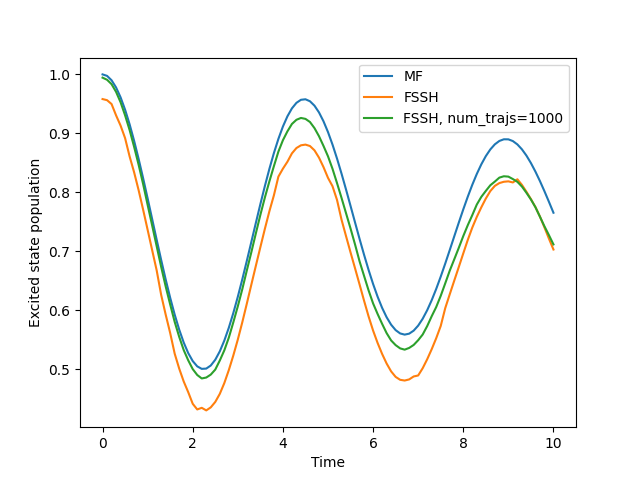 MF
FSSH
FSSH, num_trajs=1000
1.0
0.9
0.8
0.7
0.6
0.5
Excited state population
0 2 4 6 8 10
Time